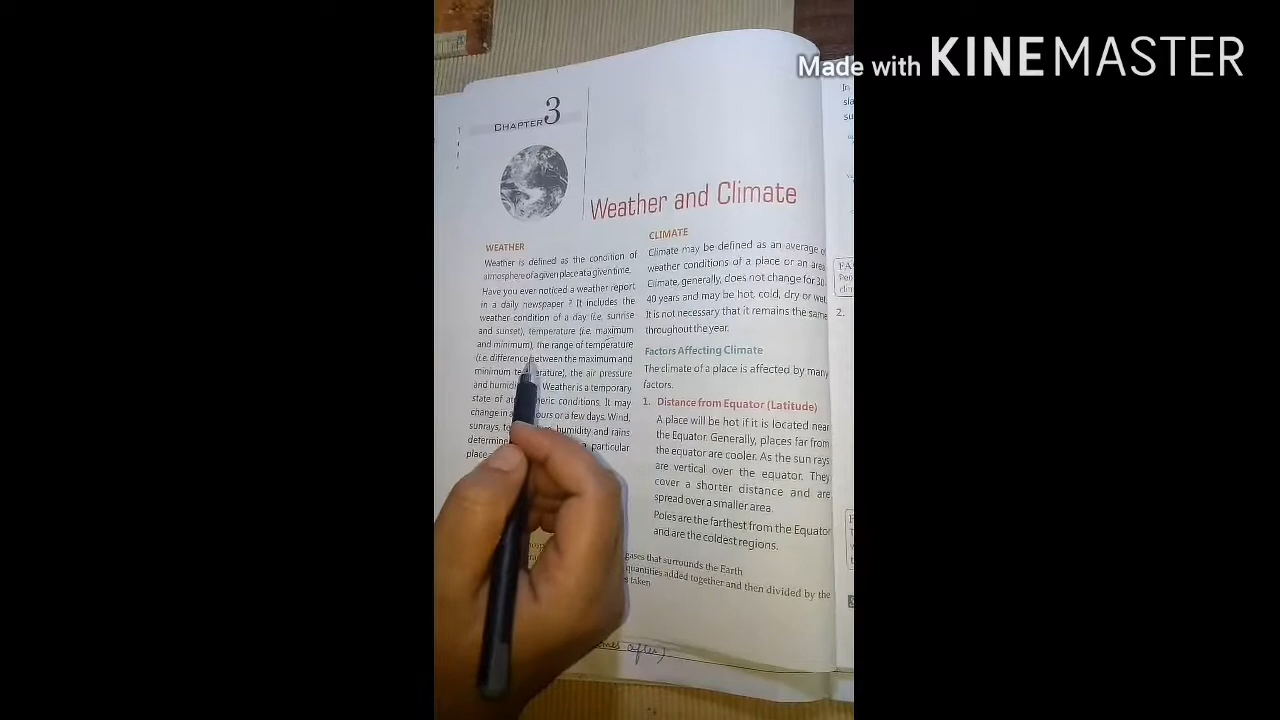 Made with KINEMASTER
CHAPTER 3
Weather and Climate
WEATHER
Weather is defined as the condition of
atmosphere of a given place at a given time.
Have you ever noticed a weather report
in a daily newspaper ? It includes the
weather condition of a day (i.e. sunrise
and sunset), temperature (i.e. maximum
and minimum), the range of temperature
(i.e. difference between the maximum and
minimum, the air pressure
and Weather is a temporary
state of conditions. It may
change in a or a few days. Wind,
sunrays, humidity and rains
a particular
place
CLIMATE
Climate may be defined as an average of
weather conditions of a place or an area.
Climate, generally, does not change for 30-
40 years and may be hot, cold, dry or wet.
It is not necessary that it remains the same
throughout the year.
Factors Affecting Climate
The climate of a place is affected by many
factors.
1. Distance from Equator (Latitude)
A place will be hot if it is located near
the Equator. Generally, places far from
the equator are cooler. As the sun rays
are vertical over the equator. They
cover a shorter distance and are
spread over a smaller area.
Poles are the farthest from the Equator
and are the coldest regions.
gases that surrounds the Earth
quantities added together and then divided by the
taken
after)
In
2.